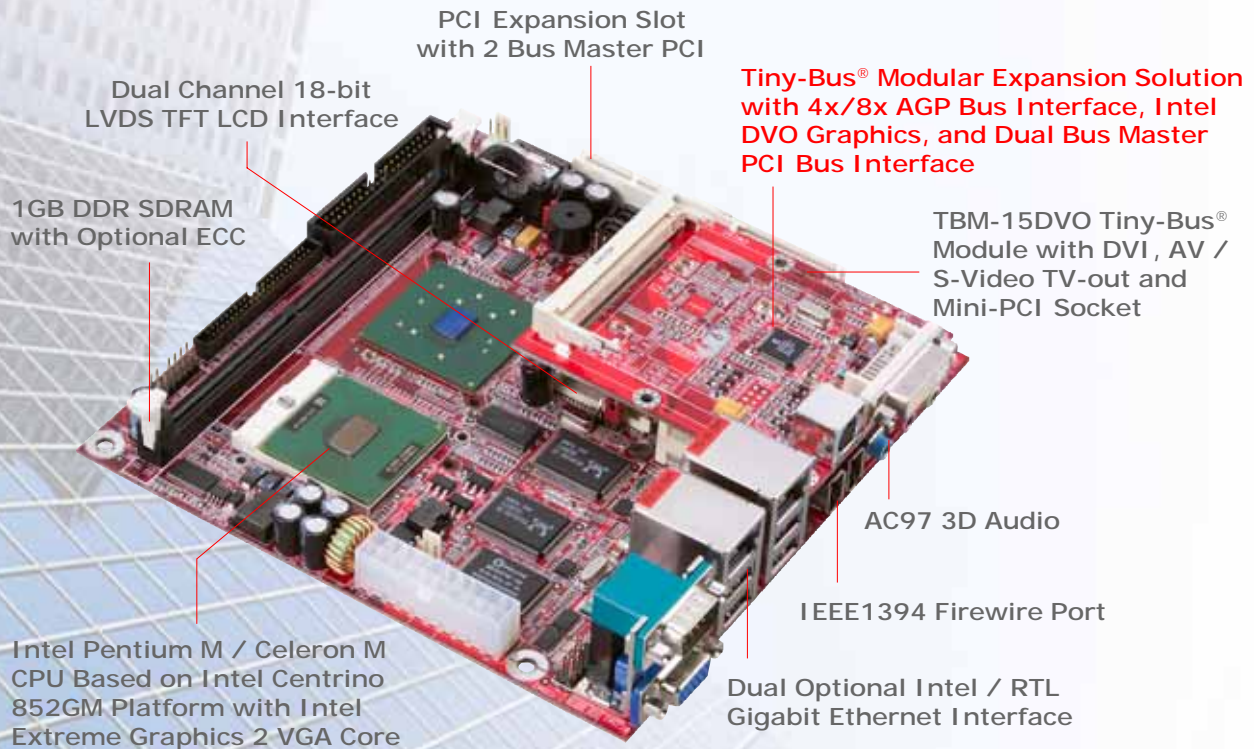 PCI Expansion Slot
with 2 Bus Master PCI
Dual Channel 18-bit
LVDS TFT LCD Interface
Tiny-Bus® Modular Expansion Solution
with 4x/8x AGP Bus Interface, Intel
DVO Graphics, and Dual Bus Master
PCI Bus Interface
1GB DDR SDRAM
with Optional ECC
TBM-15DVO Tiny-Bus®
Module with DVI, AV /
S-Video TV-out and
Mini-PCI Socket
AC97 3D Audio
IEEE1394 Firewire Port
Dual Optional Intel / RTL
Gigabit Ethernet Interface
Intel Pentium M / Celeron M
CPU Based on Intel Centrino
852GM Platform with Intel
Extreme Graphics 2 VGA Core